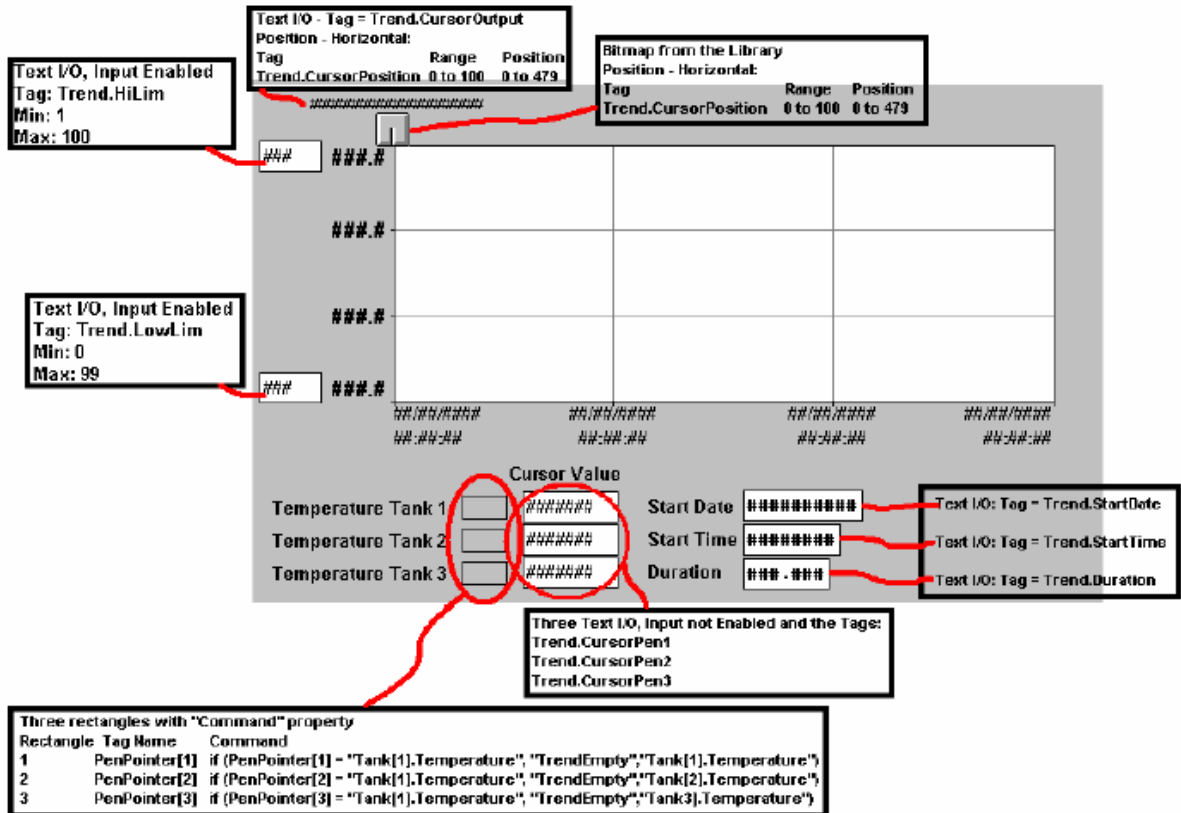 Text I/O - Tag = Trend.CursorOutput
Position - Horizontal:
Tag Range Position
Trend.CursorPosition 0 to 100 0 to 479
Bitmap from the Library
Position - Horizontal:
Tag Range Position
Trend.CursorPosition 0 to 100 0 to 479
Text I/O, Input Enabled
Tag: Trend.HiLim
Min: 1
Max: 100
###
###.#
###.#
Text I/O, Input Enabled
Tag: Trend.LowLim
Min: 0
Max: 99
###.#
###
###.#
##/##/#### ##/##/#### ##/##/#### ##/##/####
##:##:## ##:##:## ##:##:## ##:##:##
Cursor Value
Temperature Tank 1 ####### Start Date ########## Text I/O: Tag = Trend.StartDate
Temperature Tank 2 ####### Start Time ######## Text I/O: Tag = Trend.StartTime
Temperature Tank 3 ####### Duration ###.### Text I/O: Tag = Trend.Duration
Three Text I/O, Input not Enabled and the Tags:
Trend.CursorPen1
Trend.CursorPen2
Trend.CursorPen3
Three rectangles with "Command" property
Rectangle Tag Name Command
1 PenPointer[1] if (PenPointer[1] = "Tank[1].Temperature", "TrendEmpty","Tank[1].Temperature")
2 PenPointer[2] if (PenPointer[2] = "Tank[1].Temperature", "TrendEmpty","Tank[2].Temperature")
3 PenPointer[3] if (PenPointer[3] = "Tank[1].Temperature", "TrendEmpty","Tank3].Temperature")